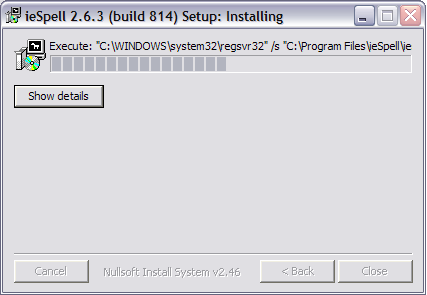 ieSpell 2.6.3 (build 814) Setup: Installing
Execute: "C:\WINDOWS\system32\regsvr32" /s "C:\Program Files\ieSpell\ie
Show details
Cancel
Nullsoft Install System v2.46
< Back
Close